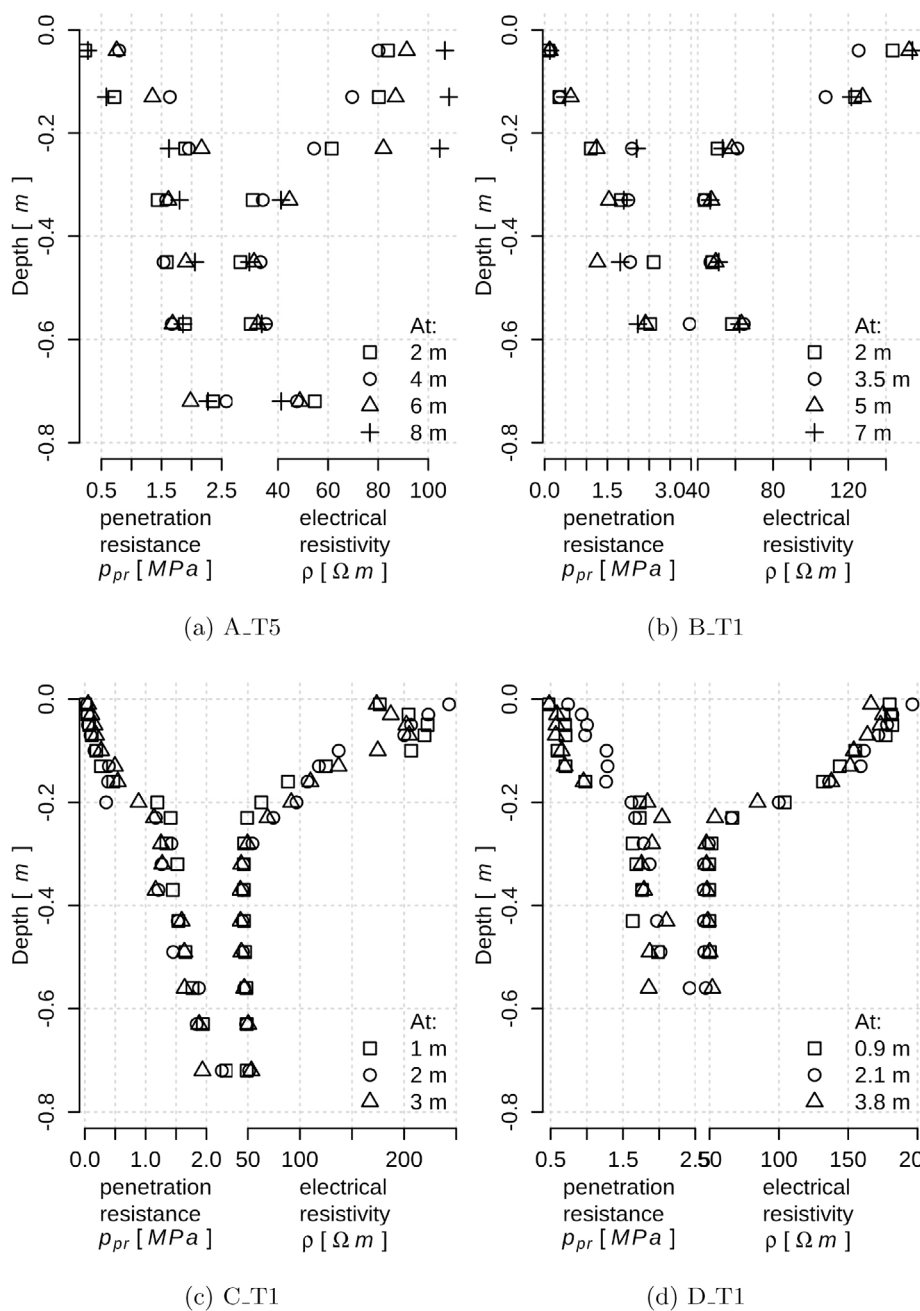 0.0
-0.2
-0.4
-0.6
-0.8
Depth [ m ]
At:
2 m
4 m
6 m
8 m
0.5 1.5 2.5 40 60 80 100
penetration resistance p_pr [ MPa ]
electrical resistivity ρ [ Ω m ]
(a) A_T5
0.0
-0.2
-0.4
-0.6
-0.8
Depth [ m ]
At:
2 m
3.5 m
5 m
7 m
0.0 1.5 3.0 40 80 120
penetration resistance p_pr [ MPa ]
electrical resistivity ρ [ Ω m ]
(b) B_T1
0.0
-0.2
-0.4
-0.6
-0.8
Depth [ m ]
At:
1 m
2 m
3 m
0.0 1.0 2.0 50 100 200
penetration resistance p_pr [ MPa ]
electrical resistivity ρ [ Ω m ]
(c) C_T1
0.0
-0.2
-0.4
-0.6
-0.8
Depth [ m ]
At:
0.9 m
2.1 m
3.8 m
0.5 1.5 2.5 50 100 150 20
penetration resistance p_pr [ MPa ]
electrical resistivity ρ [ Ω m ]
(d) D_T1